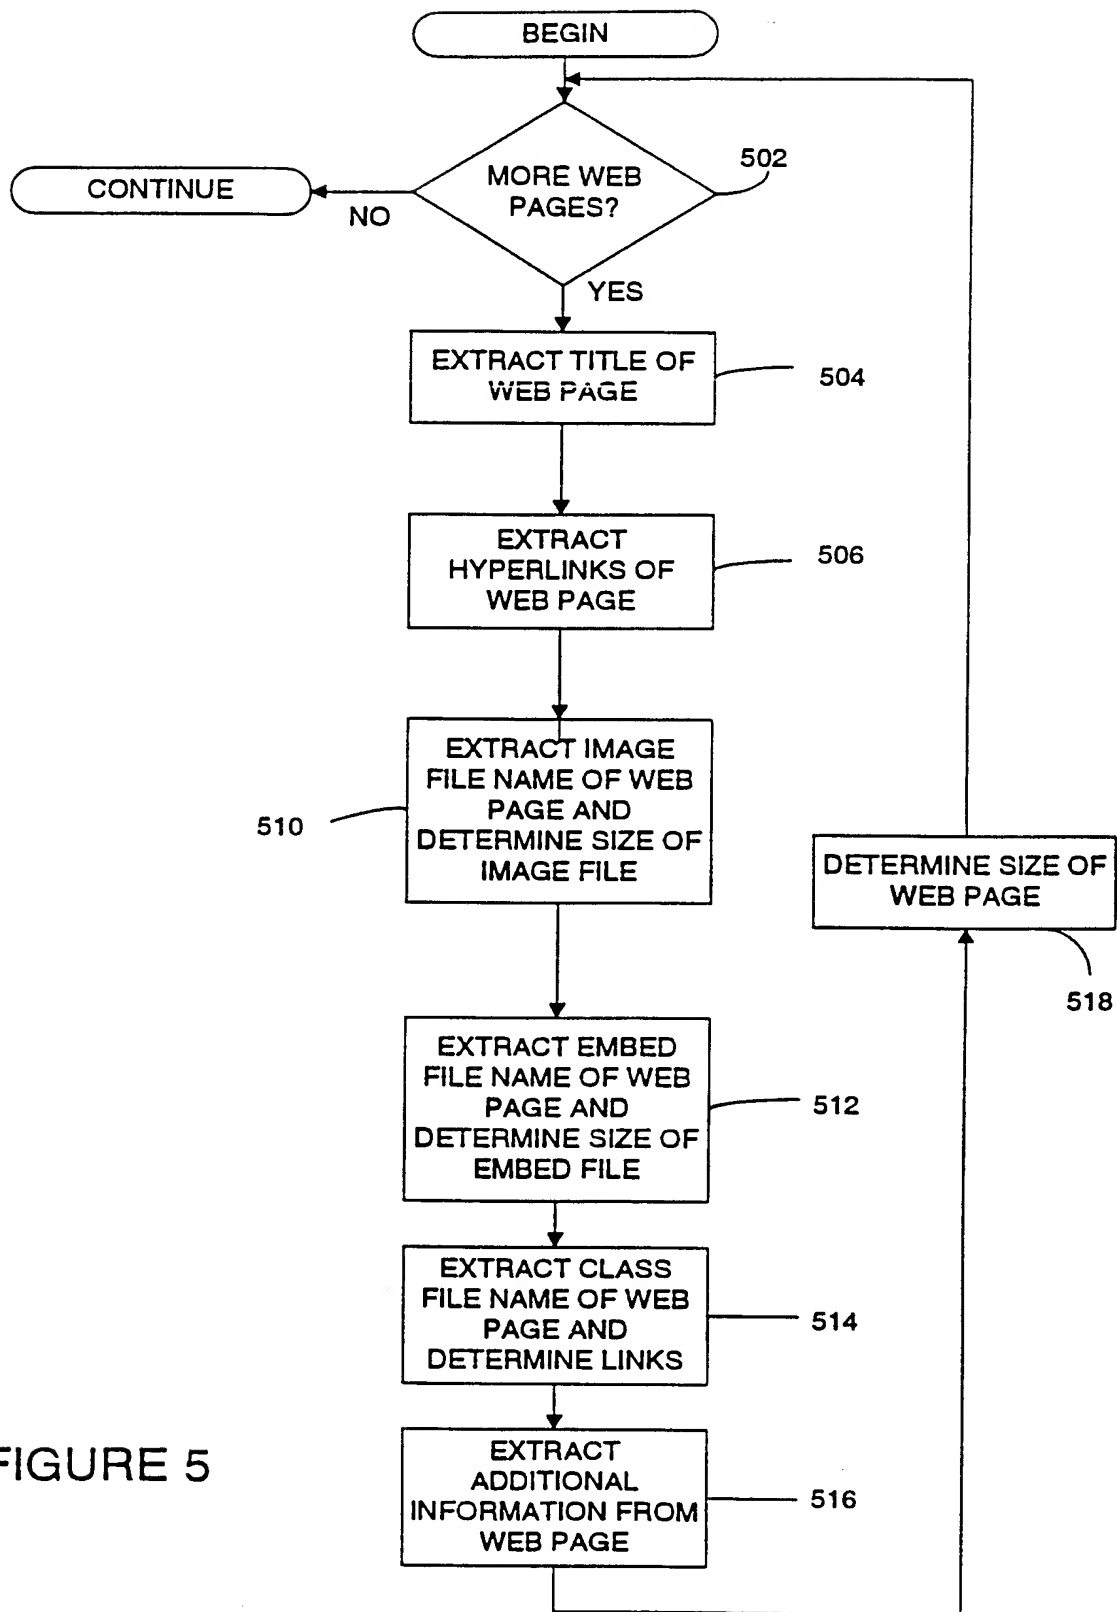 BEGIN
MORE WEB
PAGES?
502
CONTINUE
NO
YES
EXTRACT TITLE OF
WEB PAGE
504
EXTRACT
HYPERLINKS OF
WEB PAGE
506
EXTRACT IMAGE
FILE NAME OF WEB
PAGE AND
DETERMINE SIZE OF
IMAGE FILE
510
DETERMINE SIZE OF
WEB PAGE
518
EXTRACT EMBED
FILE NAME OF WEB
PAGE AND
DETERMINE SIZE OF
EMBED FILE
512
EXTRACT CLASS
FILE NAME OF WEB
PAGE AND
DETERMINE LINKS
514
EXTRACT
ADDITIONAL
INFORMATION FROM
WEB PAGE
516
FIGURE 5